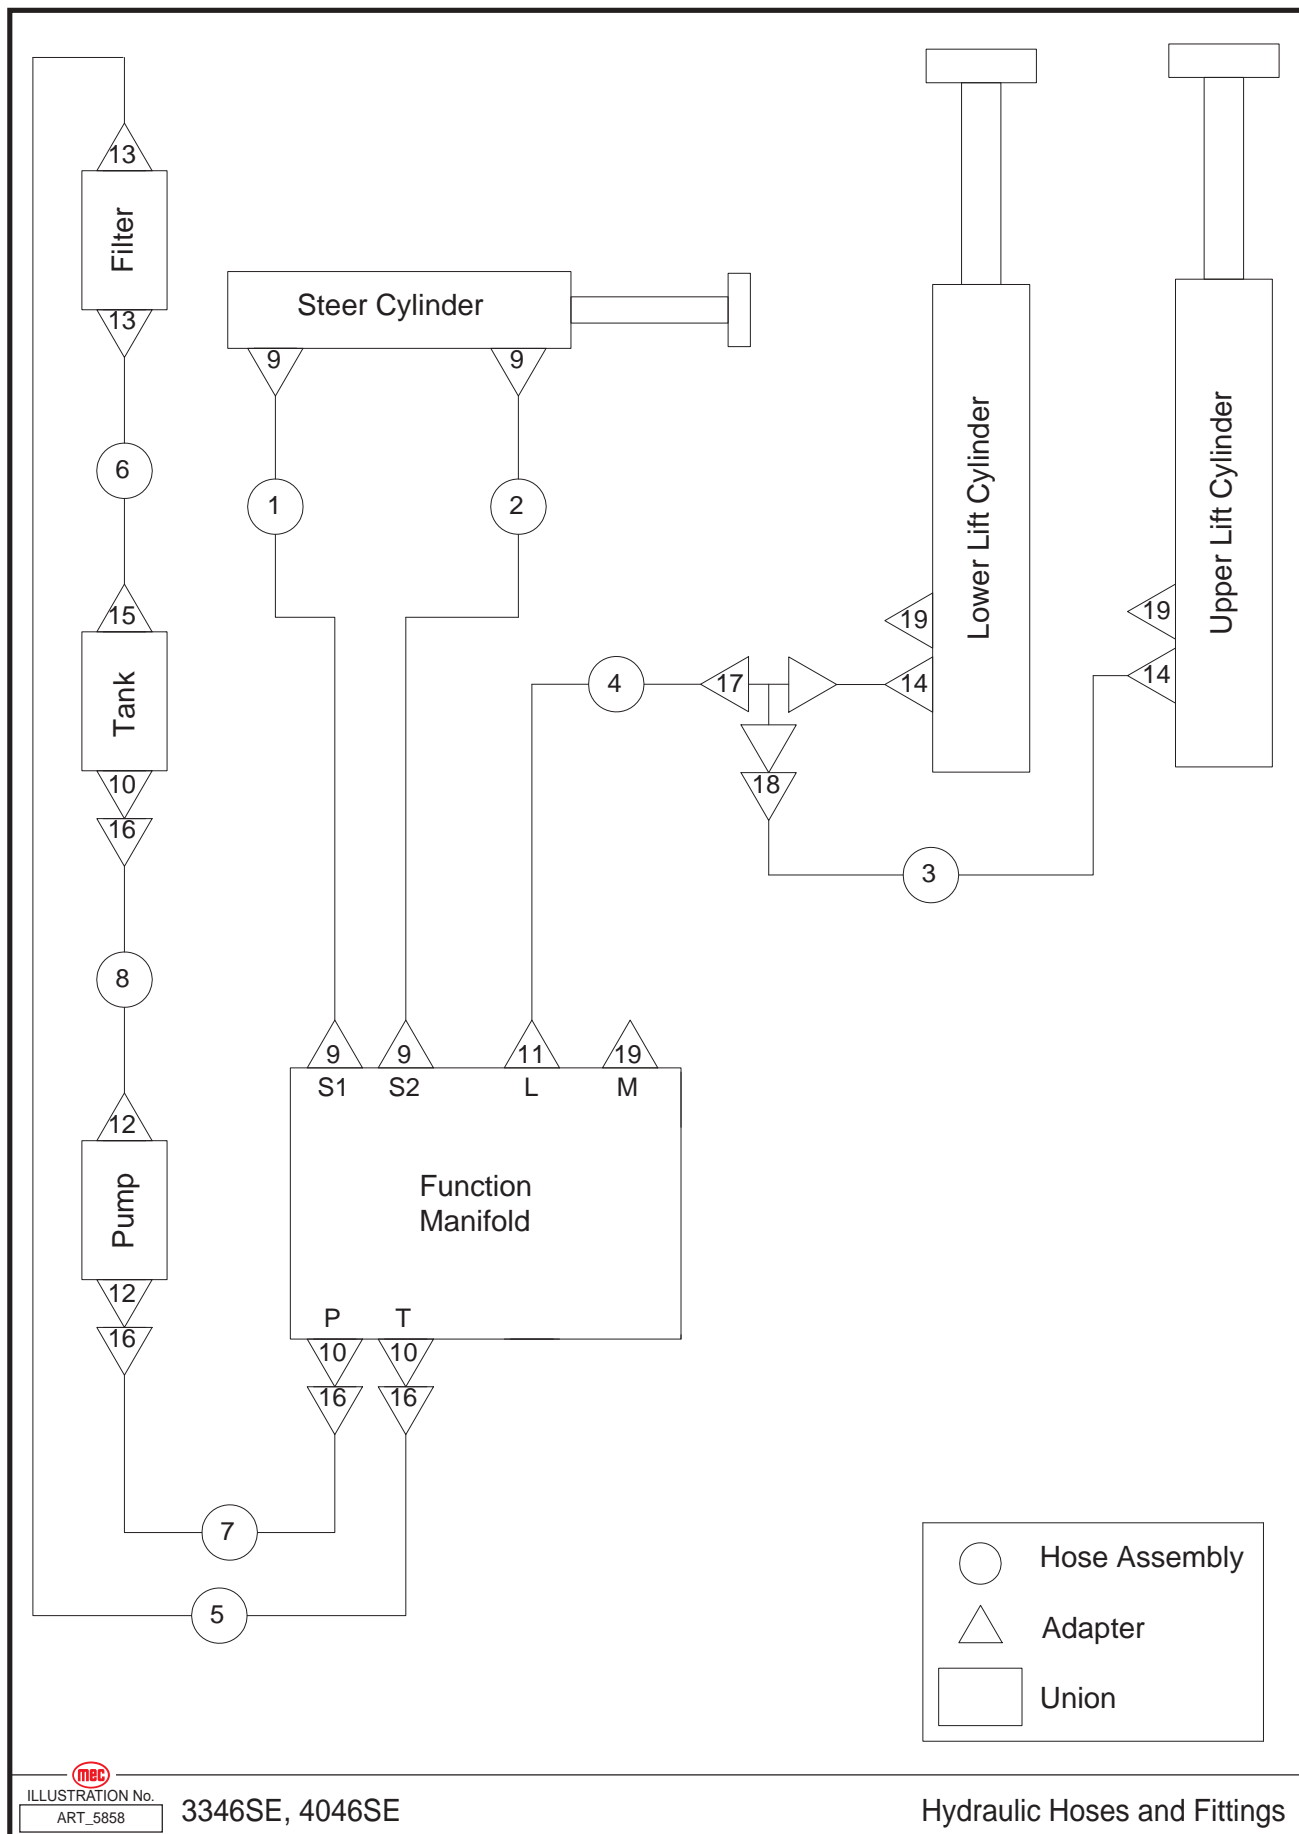 13
Filter
13
Steer Cylinder
9
9
6
1
2
Lower Lift Cylinder
Upper Lift Cylinder
15
Tank
10
16
19
19
4
17
14
14
18
3
8
9
9
11
19
S1
S2
L
M
12
Pump
12
16
Function
Manifold
P
T
10
10
16
16
7
5
Hose Assembly
Adapter
Union
mec
ILLUSTRATION No.
ART_5858
3346SE, 4046SE
Hydraulic Hoses and Fittings